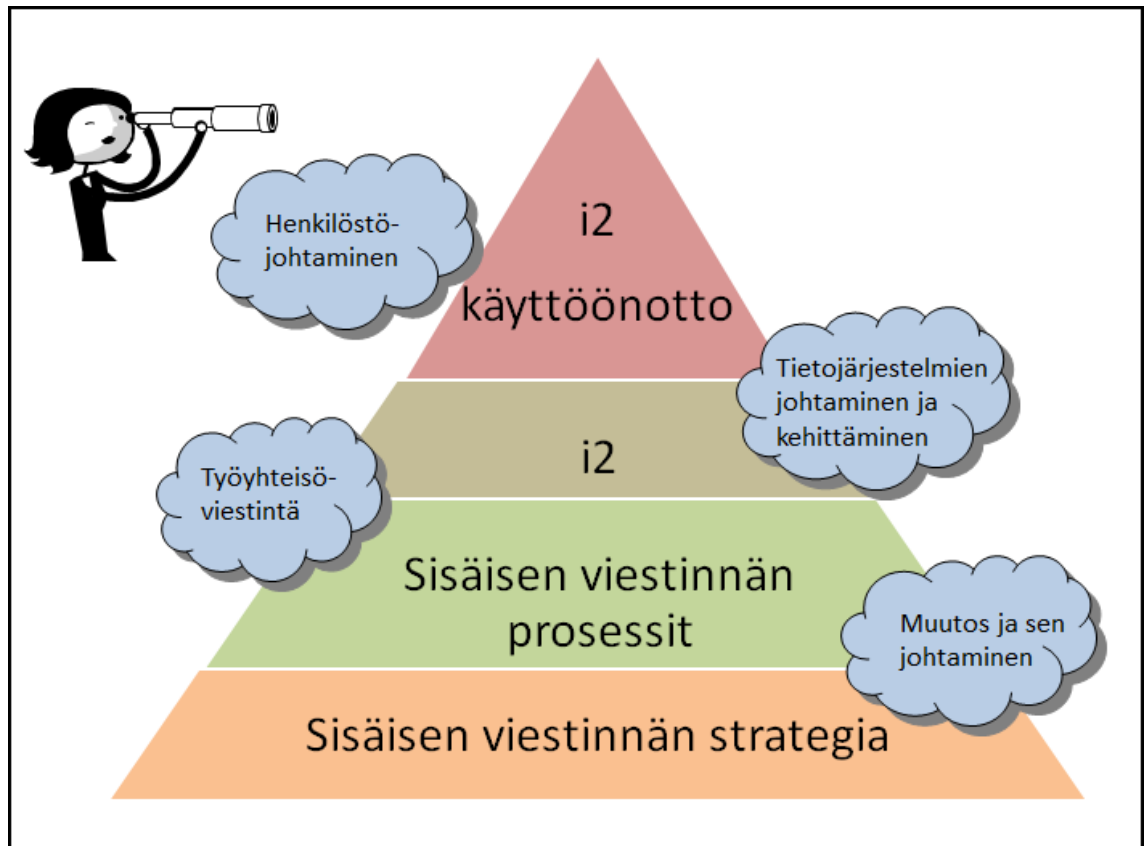 Henkilöstö-
johtaminen
i2
käyttöönotto
Tietojärjestelmien
johtaminen ja
kehittäminen
i2
Työyhteisö-
viestintä
Sisäisen viestinnän
prosessit
Muutos ja sen
johtaminen
Sisäisen viestinnän strategia